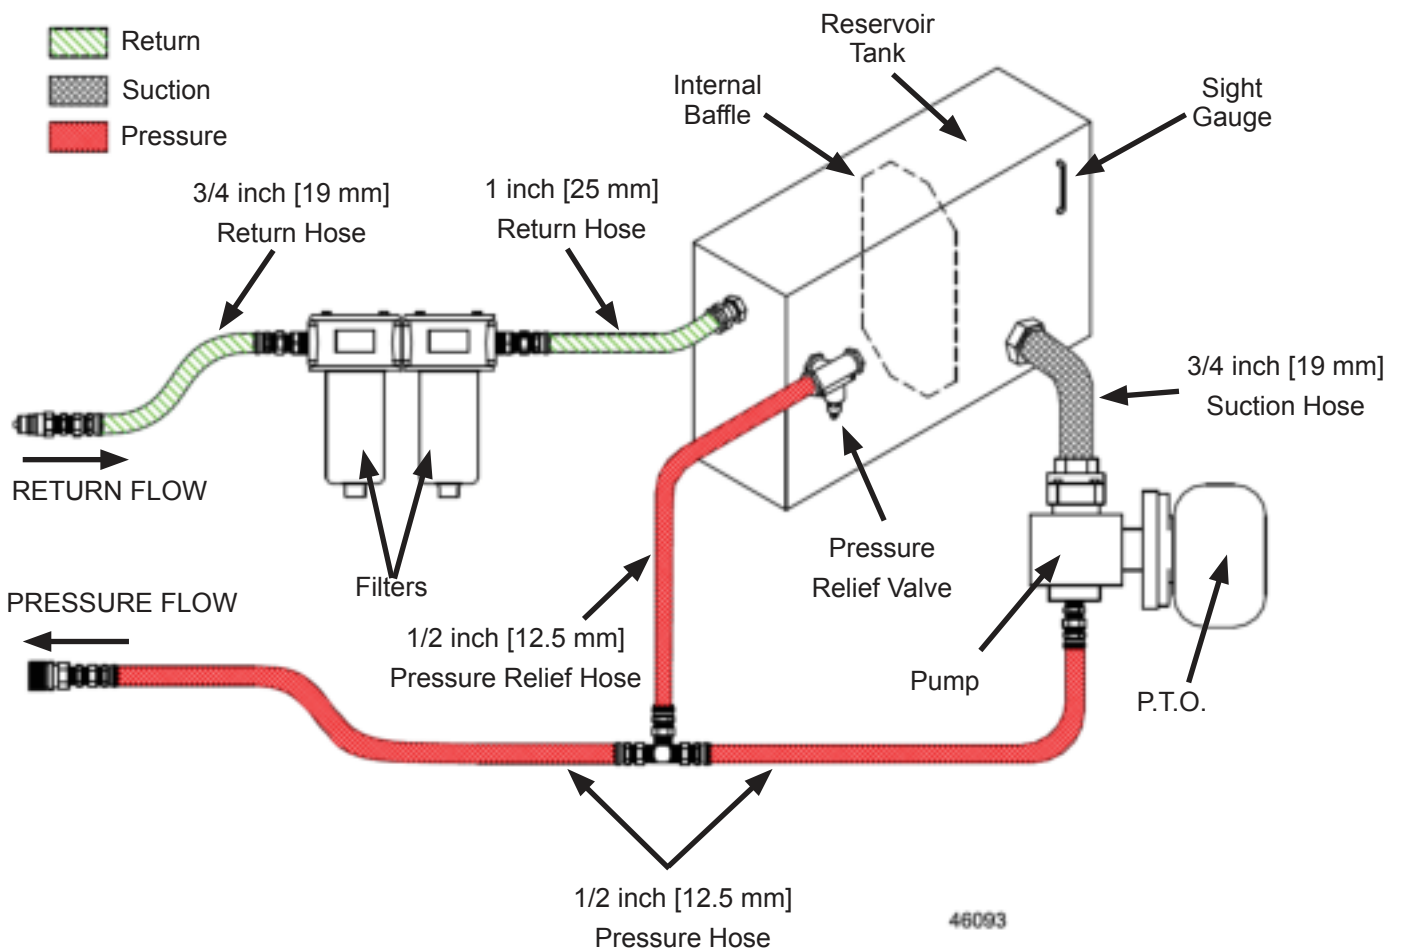 Return
Suction
Pressure
Reservoir
Tank
Internal
Baffle
Sight
Gauge
3/4 inch [19 mm]
Return Hose
1 inch [25 mm]
Return Hose
3/4 inch [19 mm]
Suction Hose
RETURN FLOW
Filters
Pressure
Relief Valve
PRESSURE FLOW
1/2 inch [12.5 mm]
Pressure Relief Hose
Pump
P.T.O.
1/2 inch [12.5 mm]
Pressure Hose
46093